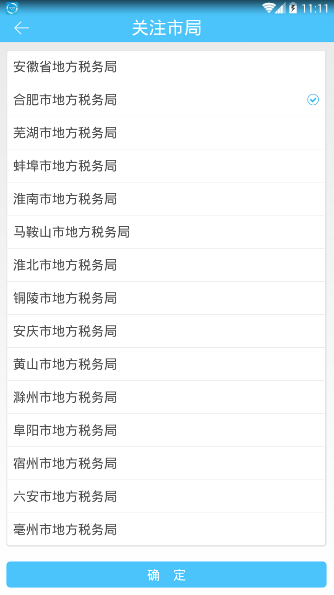 11:11
关注市局
安徽省地方税务局
合肥市地方税务局
芜湖市地方税务局
蚌埠市地方税务局
淮南市地方税务局
马鞍山市地方税务局
淮北市地方税务局
铜陵市地方税务局
安庆市地方税务局
黄山市地方税务局
滁州市地方税务局
阜阳市地方税务局
宿州市地方税务局
六安市地方税务局
亳州市地方税务局
确 定